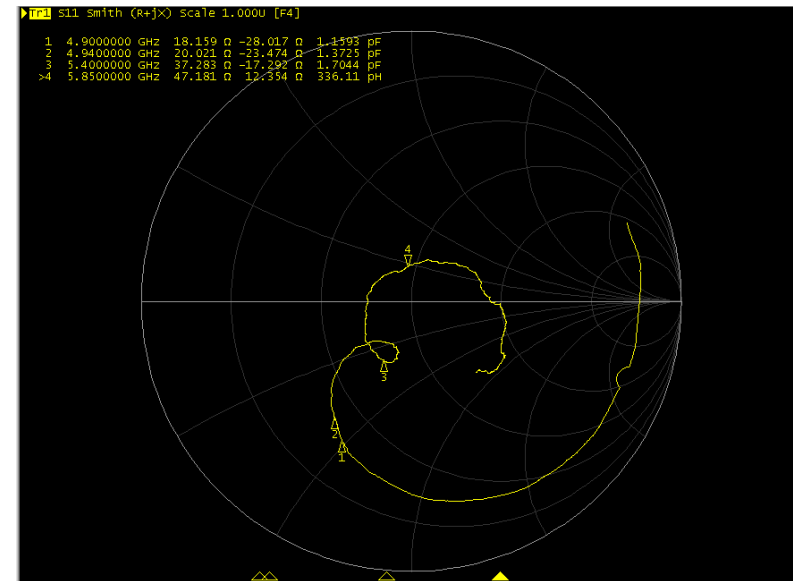 Tr1 S11 Smith (R+jX) Scale 1.000U [F4]
1 4.9000000 GHz 18.159 Ω -28.017 Ω 1.1593 pF
2 4.9400000 GHz 20.021 Ω -23.474 Ω 1.3725 pF
3 5.4000000 GHz 37.283 Ω -17.292 Ω 1.7044 pF
>4 5.8500000 GHz 47.181 Ω 12.354 Ω 336.11 pH
4
3
2
1